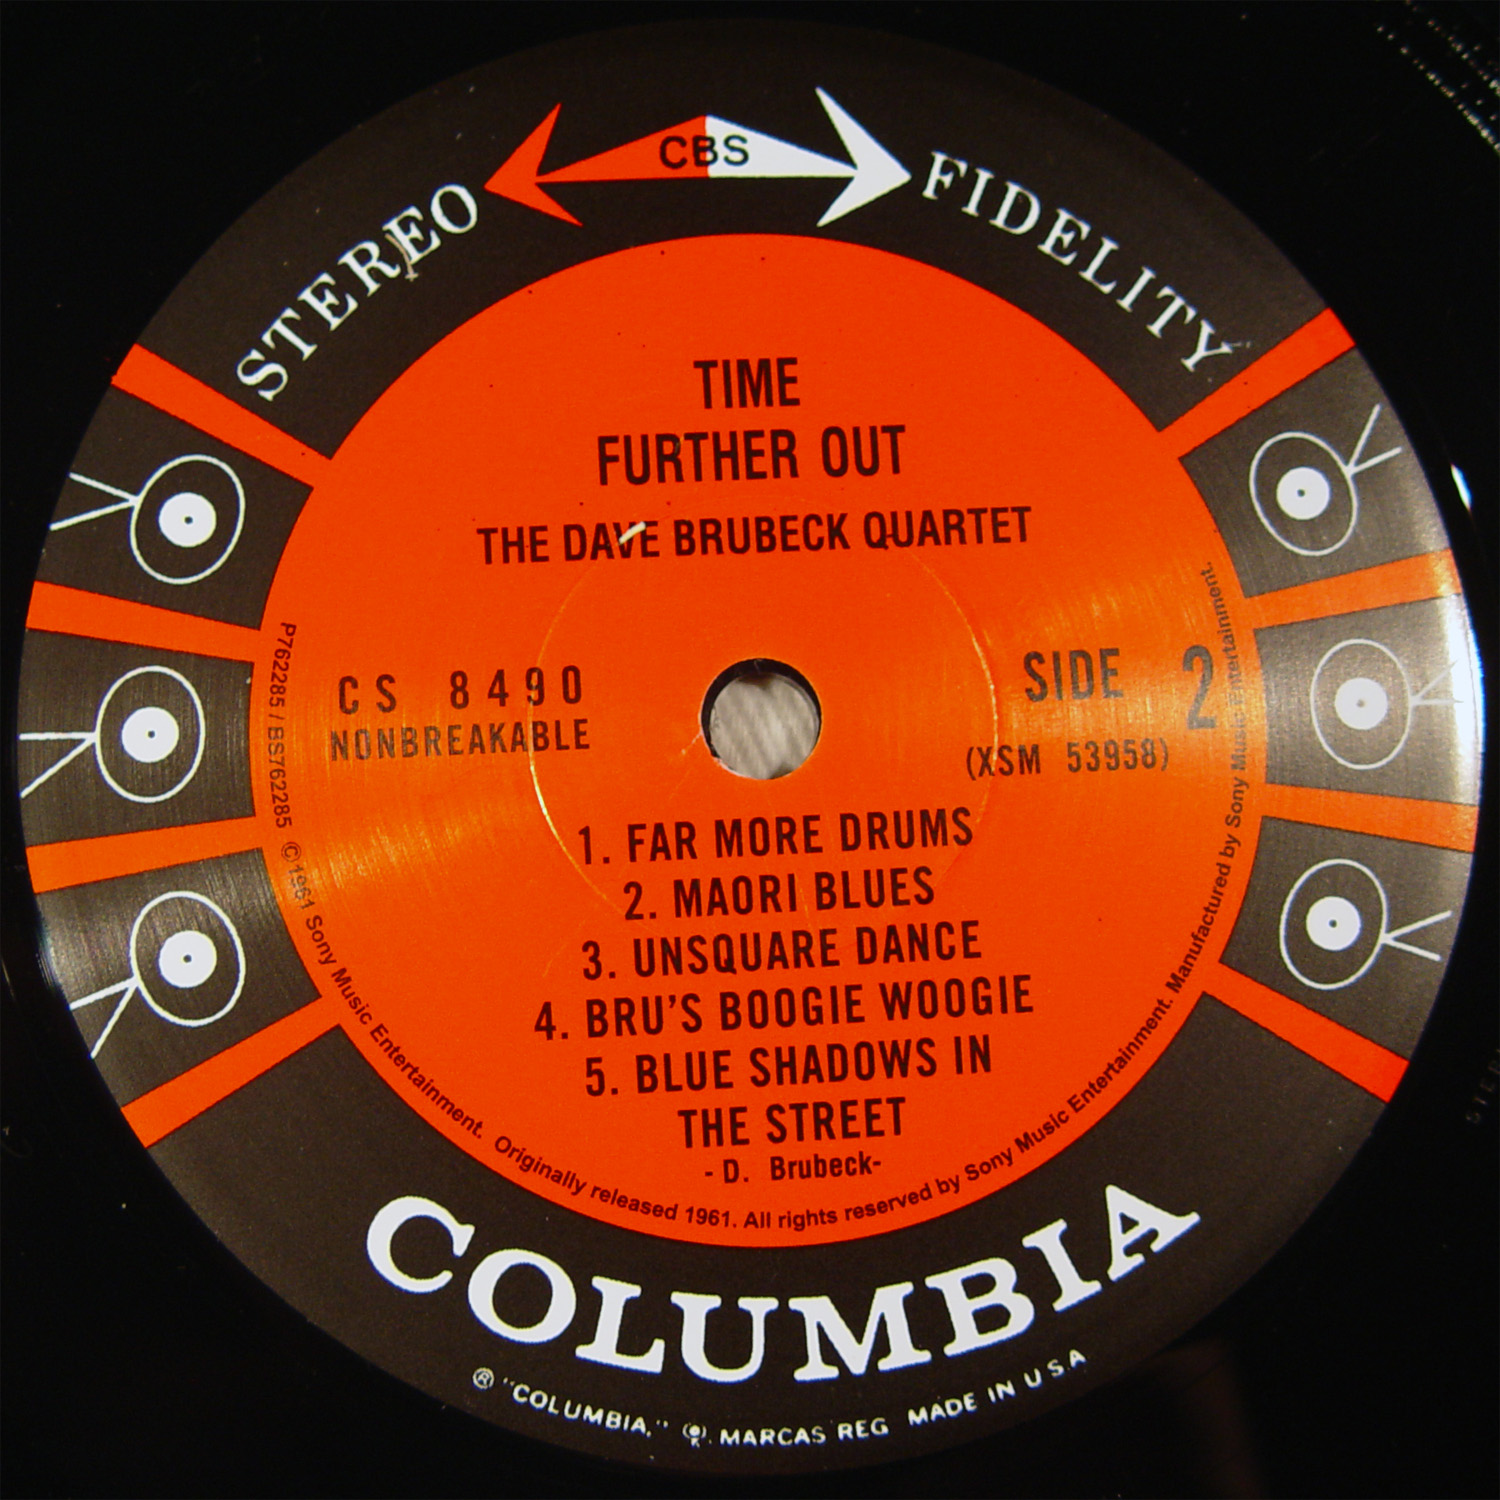 STEREO CBS FIDELITY
TIME
FURTHER OUT
THE DAVE BRUBECK QUARTET
CS 8490
NONBREAKABLE
SIDE 2
(XSM 53958)
1. FAR MORE DRUMS
2. MAORI BLUES
3. UNSQUARE DANCE
4. BRU'S BOOGIE WOOGIE
5. BLUE SHADOWS IN
THE STREET
- D. Brubeck-
P762285 / BS762285 © 1961 Sony Music Entertainment. Originally released 1961. All rights reserved by Sony Music Entertainment. Manufactured by Sony Music Entertainment.
COLUMBIA
® "COLUMBIA," MARCAS REG MADE IN U S A